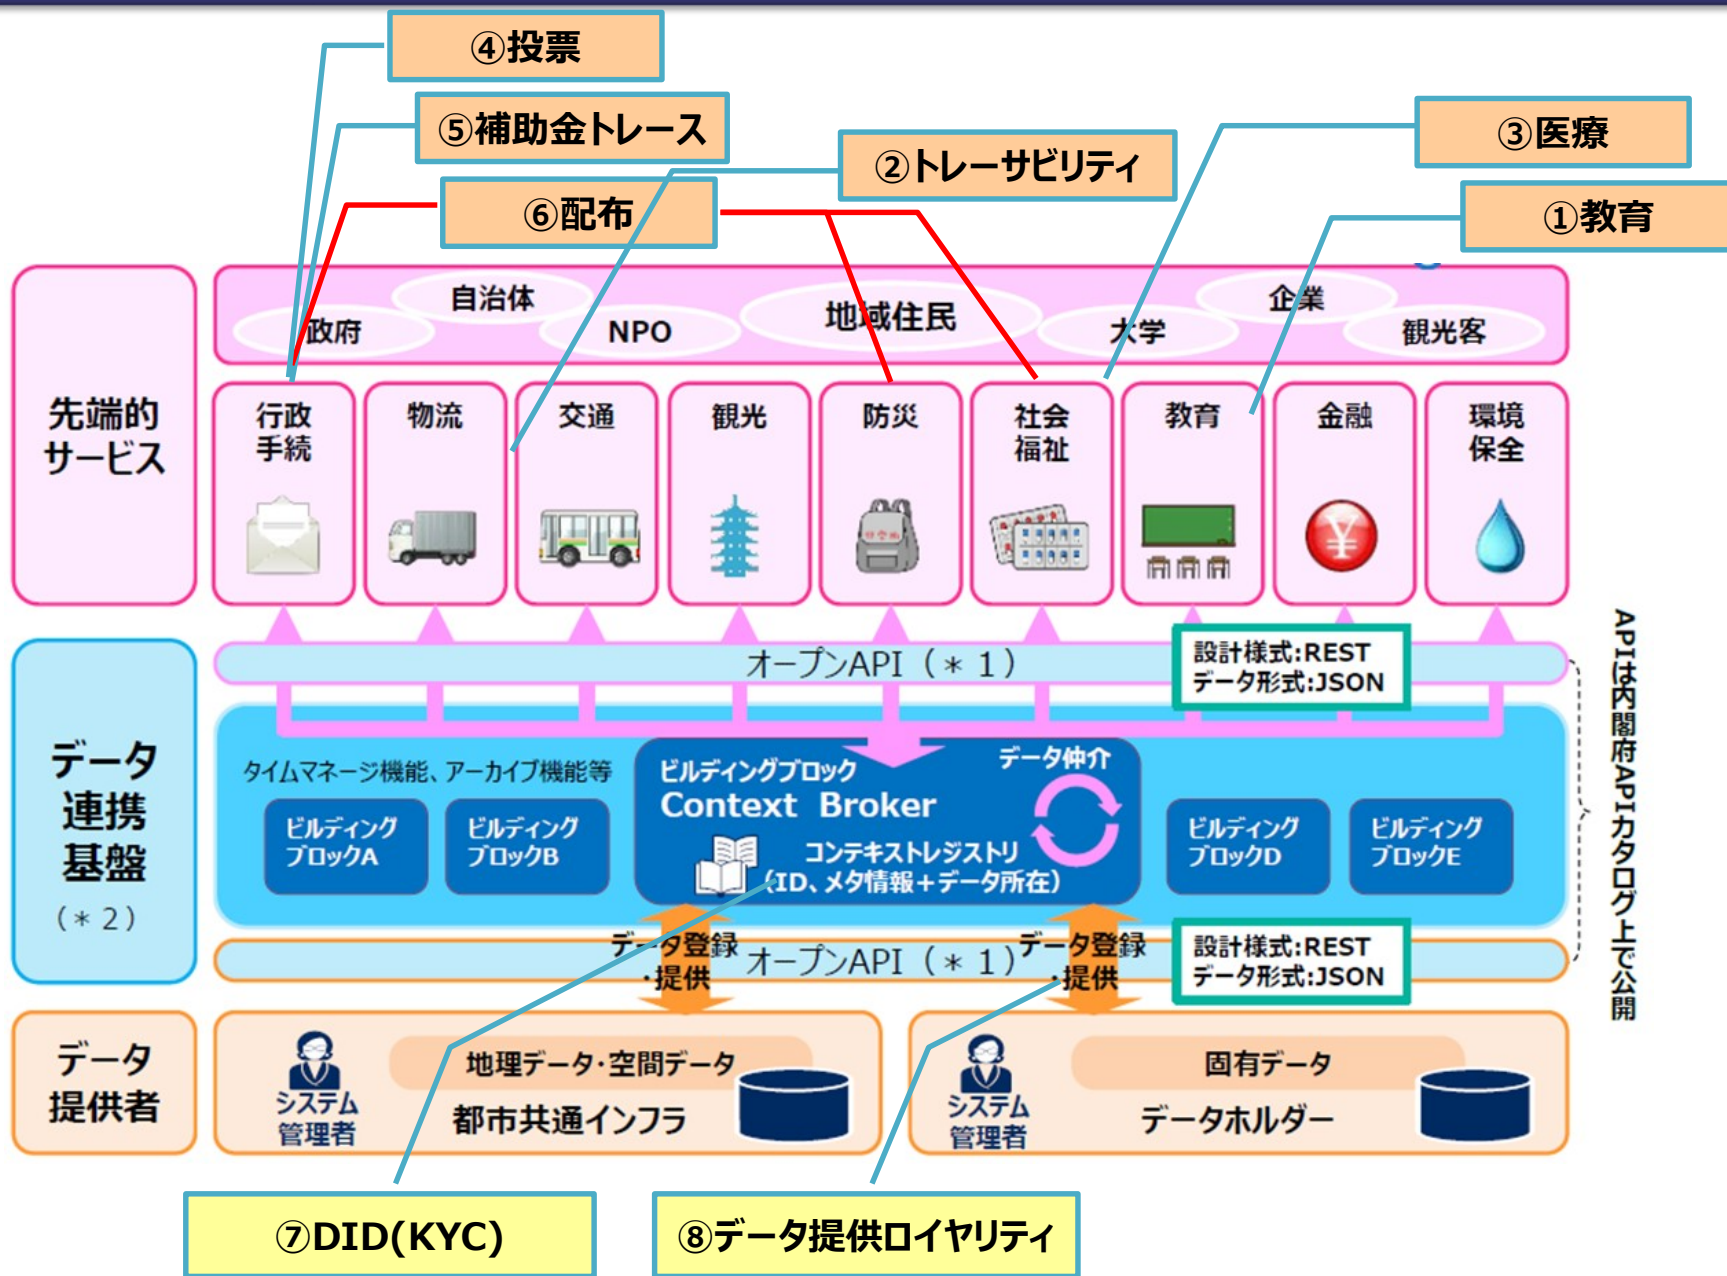 ④投票
⑤補助金トレース
②トレーサビリティ
③医療
⑥配布
①教育
先端的
サービス
政府
自治体
NPO
地域住民
大学
企業
観光客
行政
手続
物流
交通
観光
防災
社会
福祉
教育
金融
環境
保全
オープンAPI（＊１）
設計様式:REST
データ形式:JSON
データ
連携
基盤
（＊２）
タイムマネージ機能、アーカイブ機能等
ビルディング
ブロックA
ビルディング
ブロックB
ビルディングブロック
Context Broker
データ仲介
コンテキストレジストリ
（ID、メタ情報＋データ所在）
ビルディング
ブロックD
ビルディング
ブロックE
データ登録
・提供
オープンAPI（＊１）
データ登録
・提供
設計様式:REST
データ形式:JSON
APIは内閣府APIカタログ上で公開
データ
提供者
システム
管理者
地理データ・空間データ
都市共通インフラ
システム
管理者
固有データ
データホルダー
⑦DID(KYC)
⑧データ提供ロイヤリティ